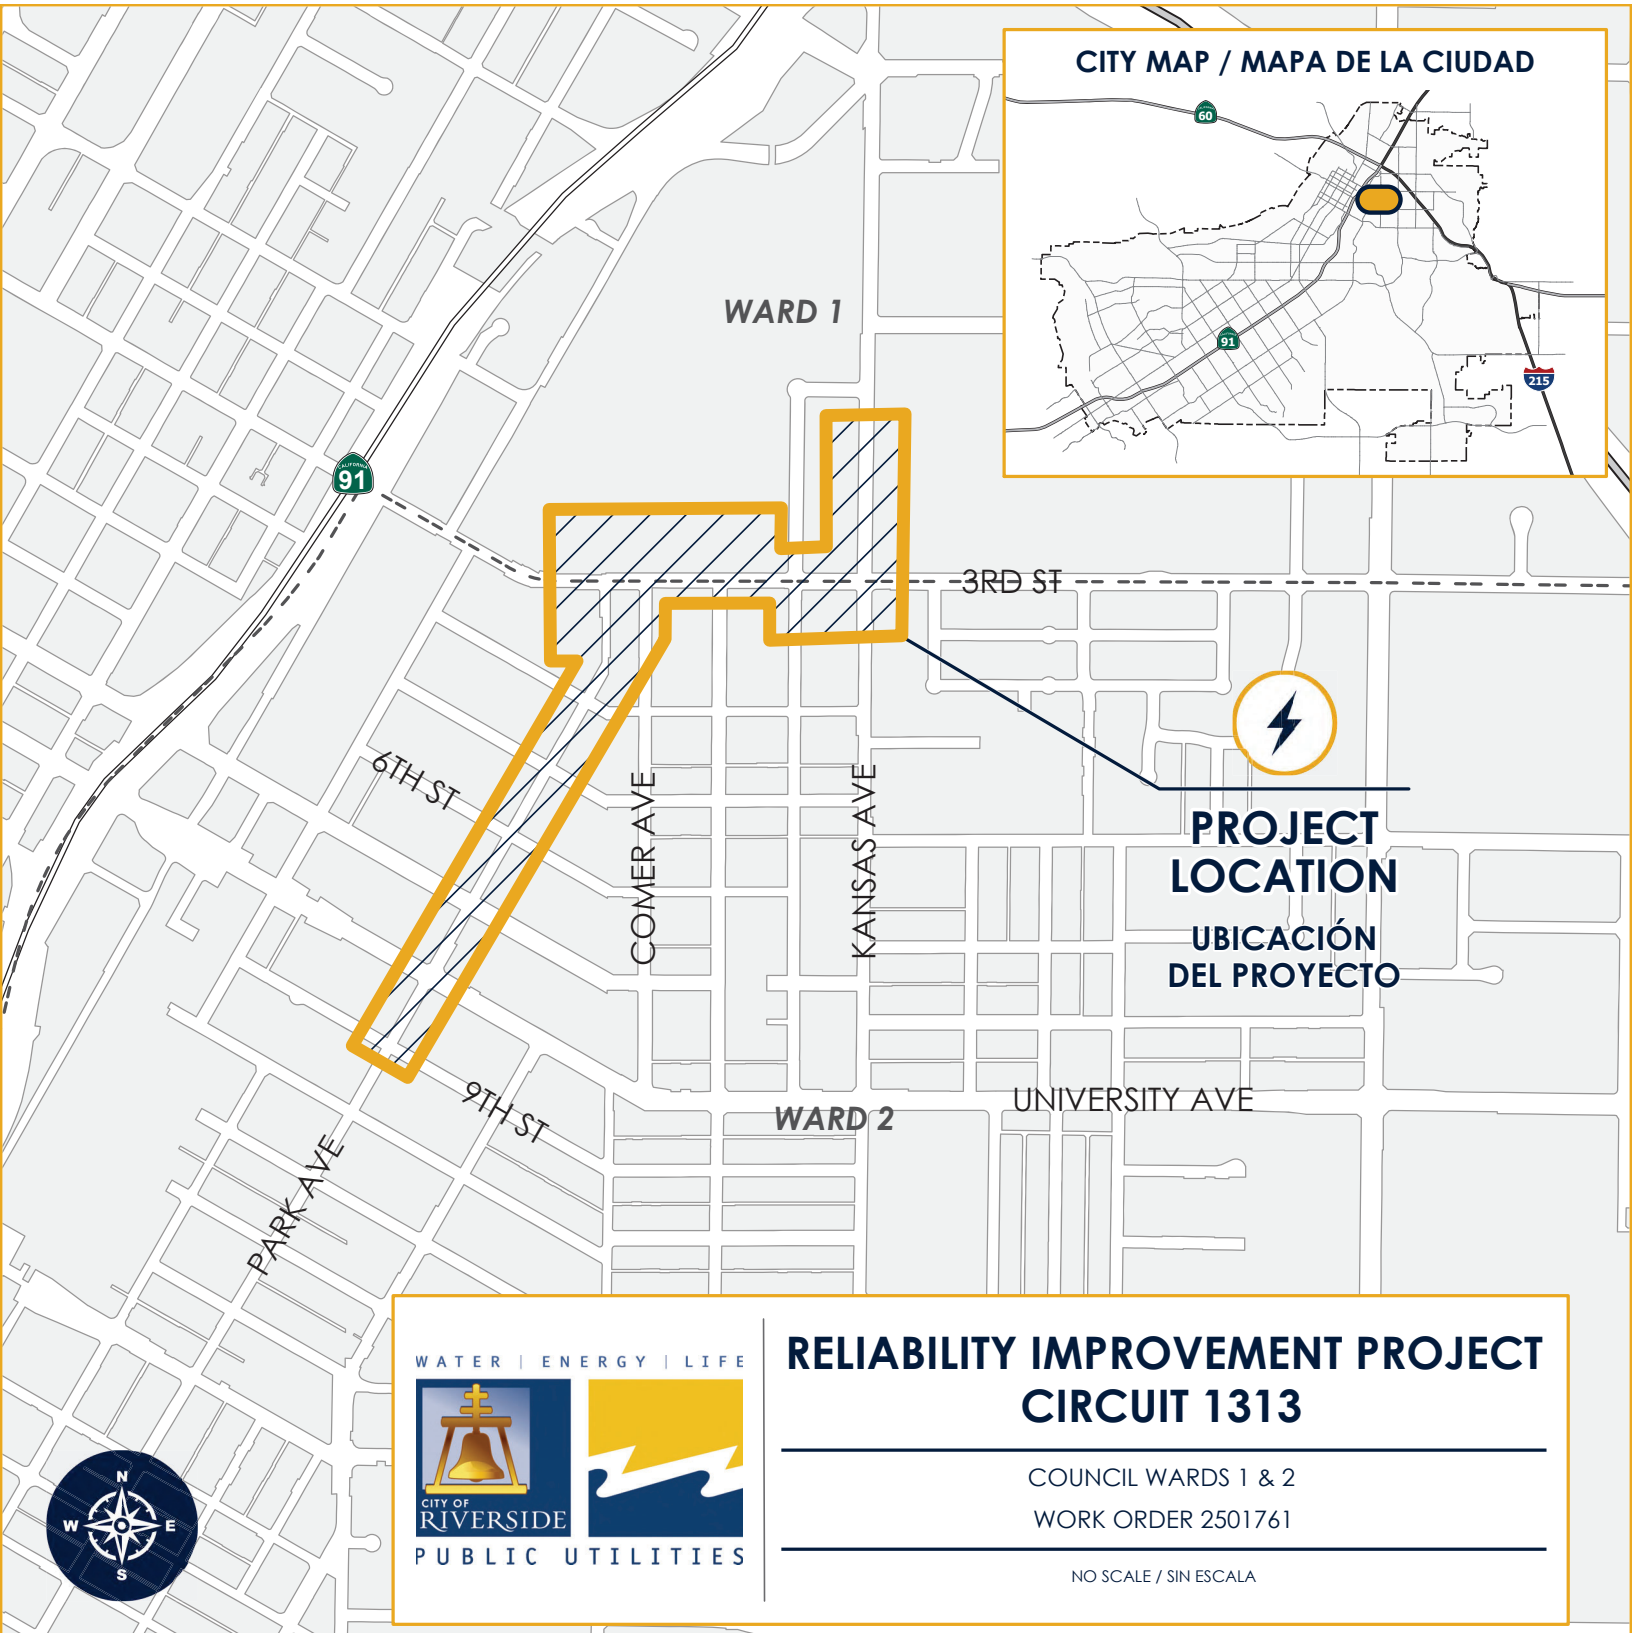 CITY MAP / MAPA DE LA CIUDAD
60
91
215
WARD 1
CALIFORNIA
91
3RD ST
6TH ST
COMER AVE
KANSAS AVE
PROJECT
LOCATION
UBICACIÓN
DEL PROYECTO
9TH ST
WARD 2
UNIVERSITY AVE
PARK AVE
N
W
E
S
WATER | ENERGY | LIFE
CITY OF
RIVERSIDE
PUBLIC UTILITIES
RELIABILITY IMPROVEMENT PROJECT
CIRCUIT 1313
COUNCIL WARDS 1 & 2
WORK ORDER 2501761
NO SCALE / SIN ESCALA